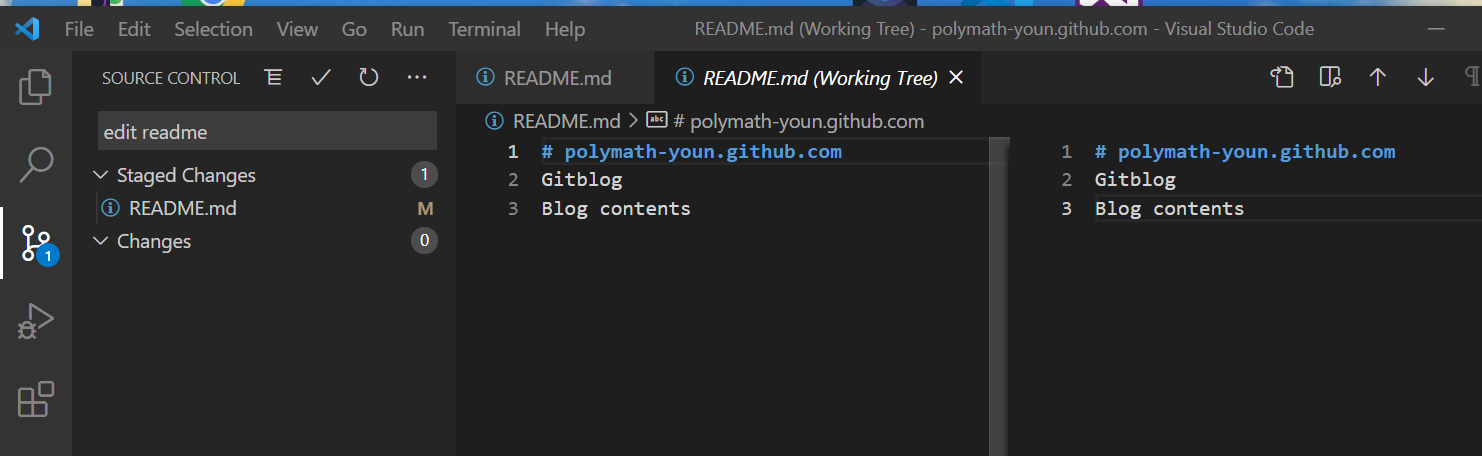 File Edit Selection View Go Run Terminal Help README.md (Working Tree) - polymath-youn.github.com - Visual Studio Code
SOURCE CONTROL
edit readme
Staged Changes 1
README.md M
Changes 0
1
README.md README.md (Working Tree)
README.md > abc # polymath-youn.github.com
1 # polymath-youn.github.com
2 Gitblog
3 Blog contents
1 # polymath-youn.github.com
2 Gitblog
3 Blog contents